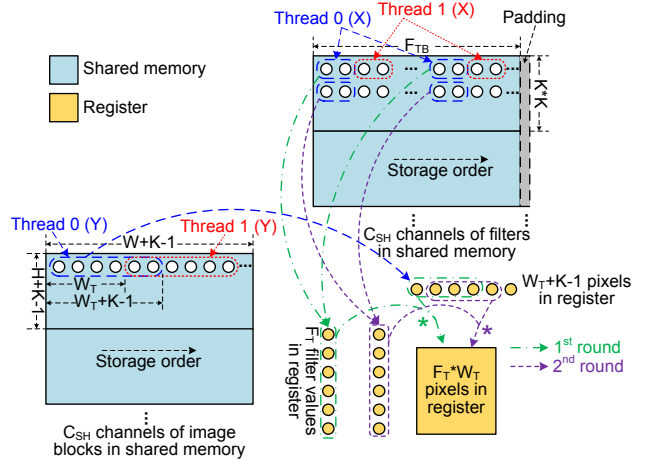 Thread 0 (X)
Thread 1 (X)
Padding
F_TB
Shared memory
Register
K*K
Storage order
Thread 0 (Y)
Thread 1 (Y)
C_SH channels of filters
in shared memory
W+K-1
H+K-1
W_T
W_T+K-1
W_T+K-1 pixels
in register
Storage order
F_T filter values
in register
*
*
1st round
2nd round
F_T*W_T
pixels in
register
C_SH channels of image
blocks in shared memory